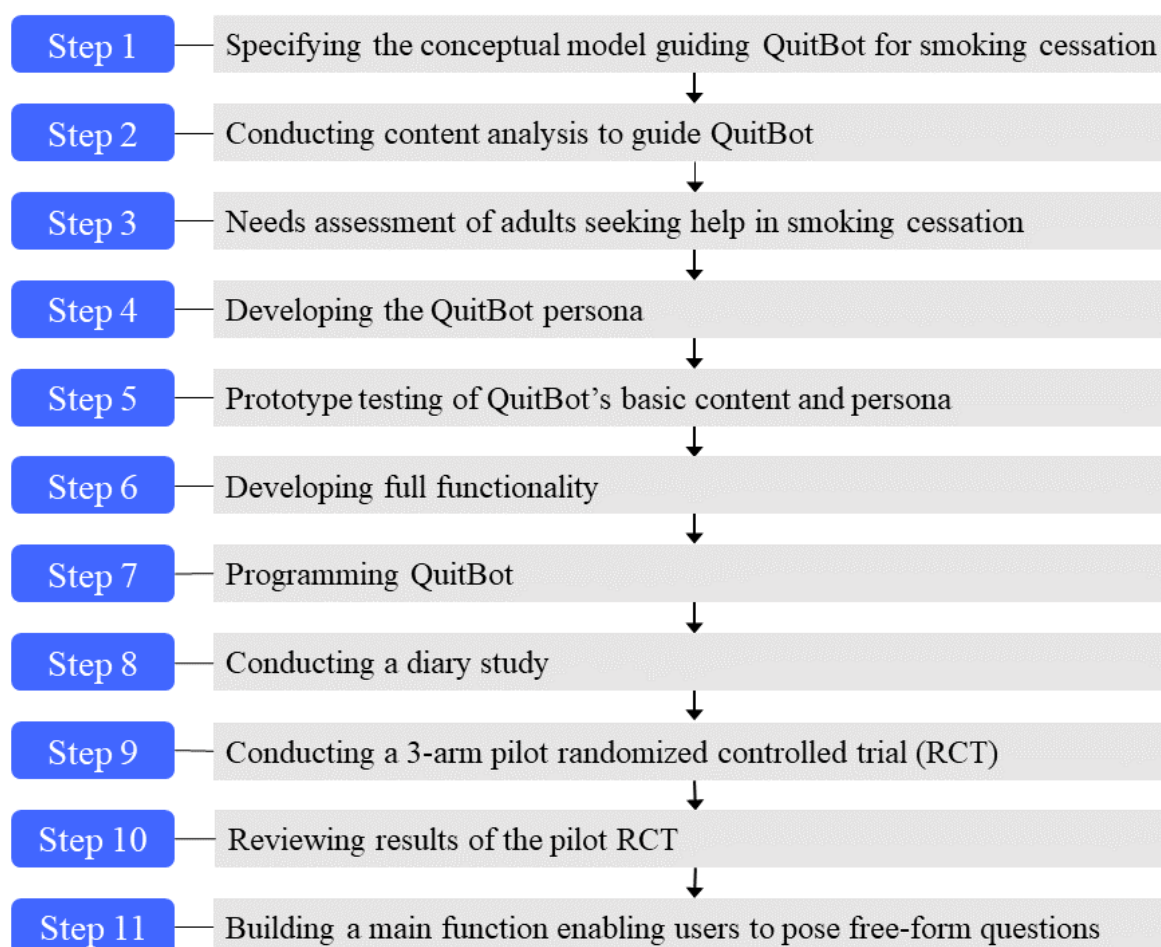 Step 1 Specifying the conceptual model guiding QuitBot for smoking cessation
Step 2 Conducting content analysis to guide QuitBot
Step 3 Needs assessment of adults seeking help in smoking cessation
Step 4 Developing the QuitBot persona
Step 5 Prototype testing of QuitBot’s basic content and persona
Step 6 Developing full functionality
Step 7 Programming QuitBot
Step 8 Conducting a diary study
Step 9 Conducting a 3-arm pilot randomized controlled trial (RCT)
Step 10 Reviewing results of the pilot RCT
Step 11 Building a main function enabling users to pose free-form questions